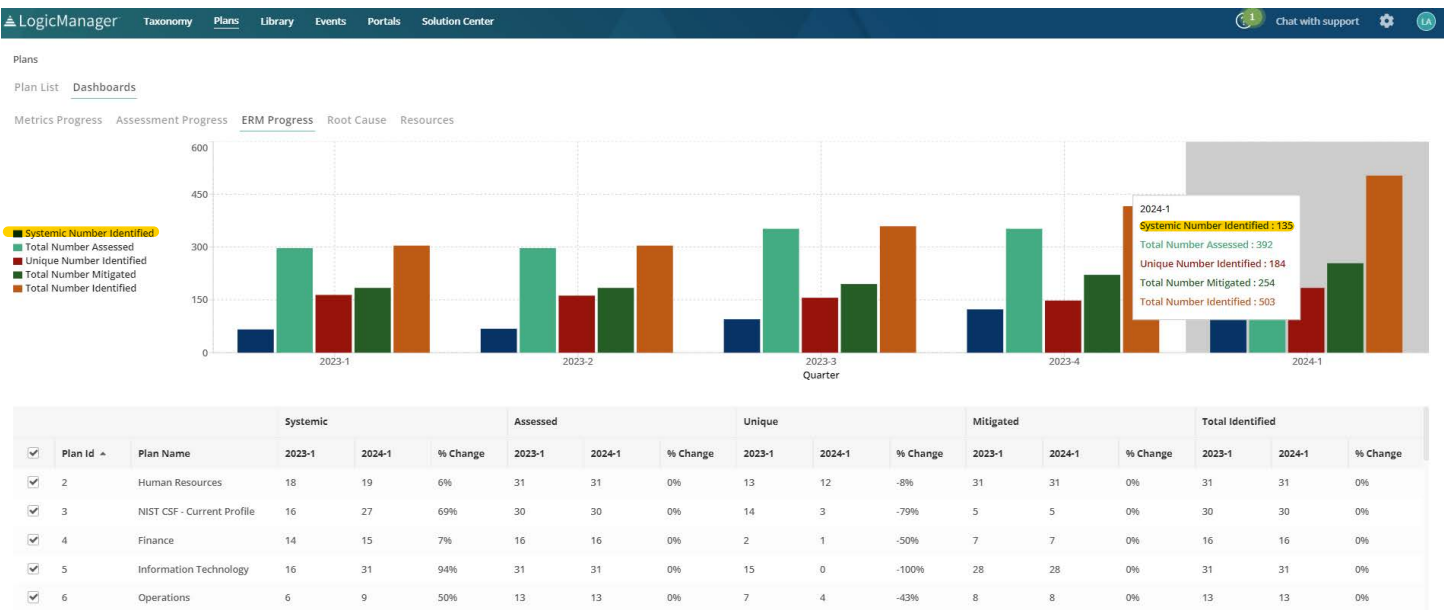 LogicManager Taxonomy Plans Library Events Portals Solution Center 1 Chat with support LA
Plans
Plan List Dashboards
Metrics Progress Assessment Progress ERM Progress Root Cause Resources
600
450
300
150
0
Systemic Number Identified
Total Number Assessed
Unique Number Identified
Total Number Mitigated
Total Number Identified
2024-1
Systemic Number Identified : 135
Total Number Assessed : 392
Unique Number Identified : 184
Total Number Mitigated : 254
Total Number Identified : 503
2023-1 2023-2 2023-3 2023-4 2024-1
Quarter
Systemic Assessed Unique Mitigated Total Identified
Plan Id Plan Name 2023-1 2024-1 % Change 2023-1 2024-1 % Change 2023-1 2024-1 % Change 2023-1 2024-1 % Change 2023-1 2024-1 % Change
2 Human Resources 18 19 6% 31 31 0% 13 12 -8% 31 31 0% 31 31 0%
3 NIST CSF - Current Profile 16 27 69% 30 30 0% 14 3 -79% 5 5 0% 30 30 0%
4 Finance 14 15 7% 16 16 0% 2 1 -50% 7 7 0% 16 16 0%
5 Information Technology 16 31 94% 31 31 0% 15 0 -100% 28 28 0% 31 31 0%
6 Operations 6 9 50% 13 13 0% 7 4 -43% 8 8 0% 13 13 0%